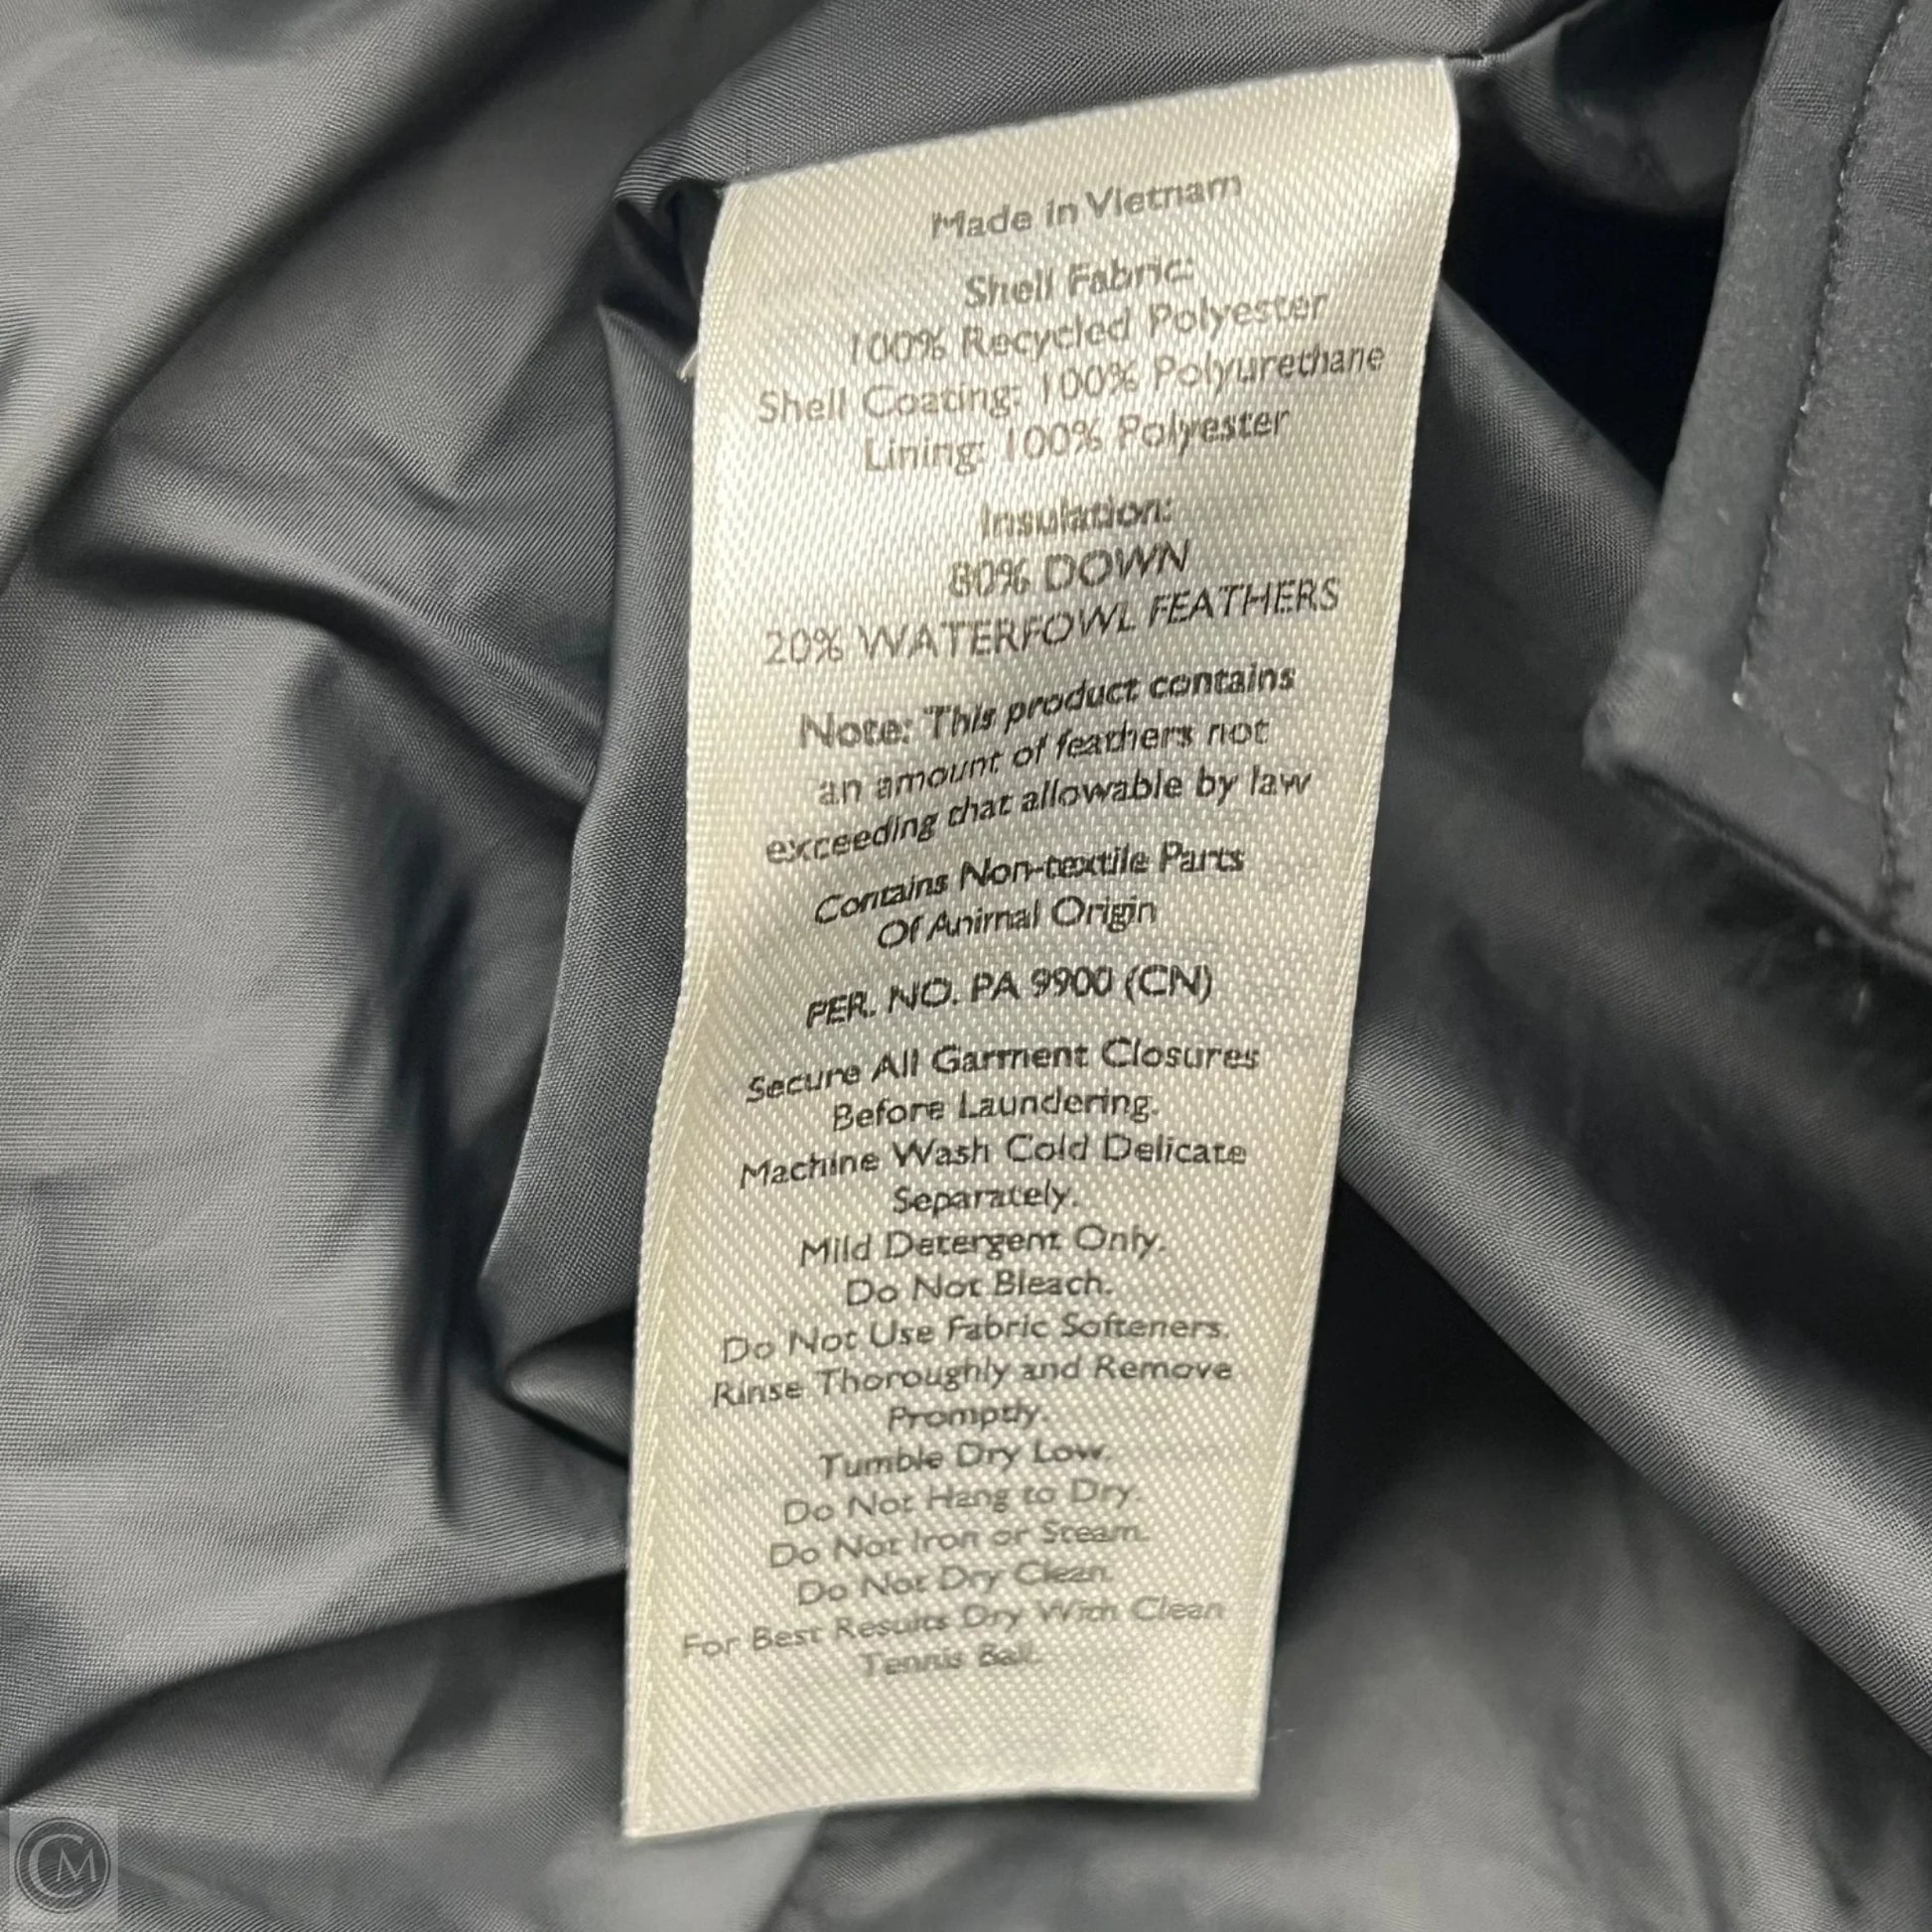 Made in Vietnam
Shell Fabric:
100% Recycled Polyester
Shell Coating: 100% Polyurethane
Lining: 100% Polyester
Insulation:
80% DOWN
20% WATERFOWL FEATHERS
Note: This product contains
an amount of feathers not
exceeding that allowable by law
Contains Non-textile Parts
Of Animal Origin
PER. NO. PA 9900 (CN)
Secure All Garment Closures
Before Laundering.
Machine Wash Cold Delicate
Separately.
Mild Detergent Only.
Do Not Bleach.
Do Not Use Fabric Softeners.
Rinse Thoroughly and Remove
Promptly.
Tumble Dry Low.
Do Not Hang to Dry.
Do Not Iron or Steam.
Do Not Dry Clean.
For Best Results Dry With Clean
Tennis Ball.
CM